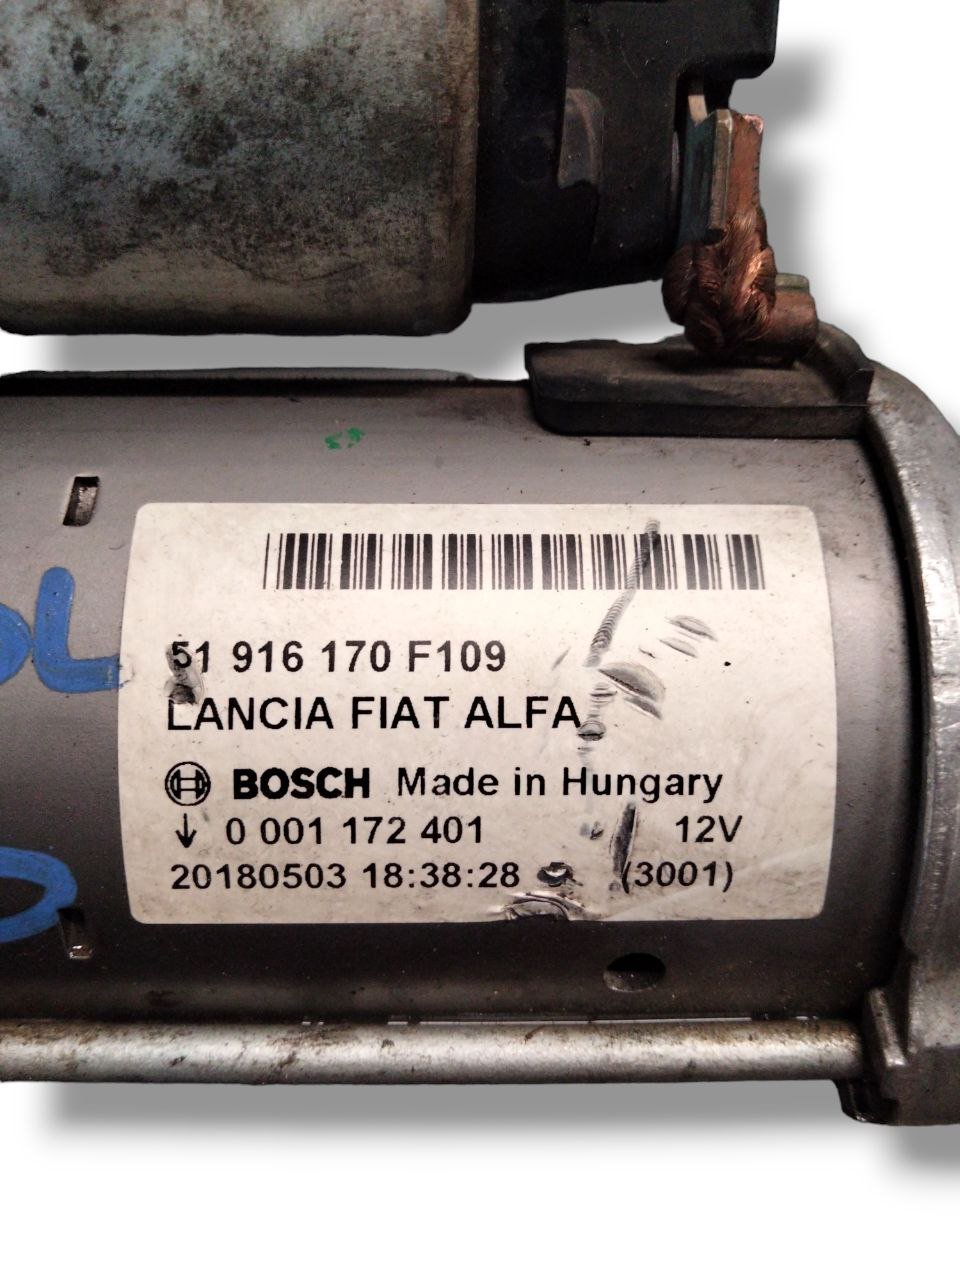 51 916 170 F109
LANCIA FIAT ALFA
BOSCH Made in Hungary
↓ 0 001 172 401 12V
20180503 18:38:28 (3001)